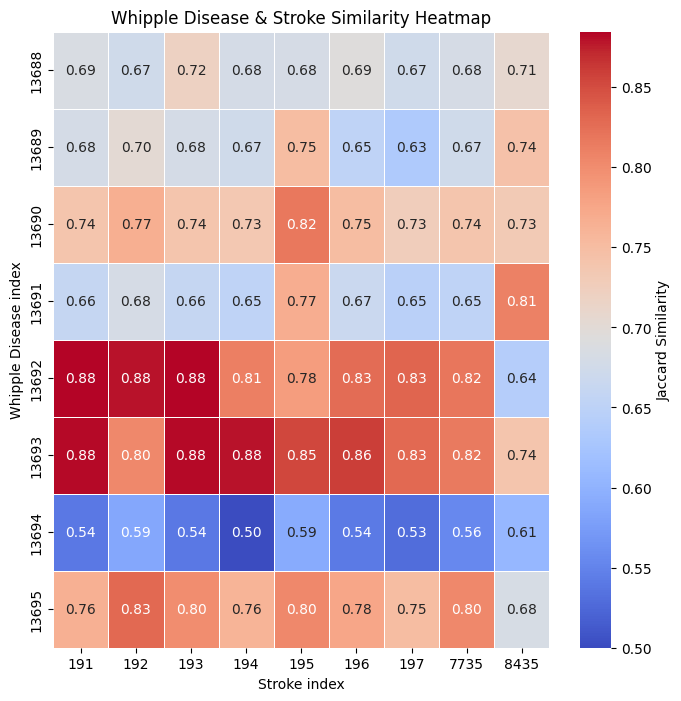 Whipple Disease & Stroke Similarity Heatmap
13688 0.69 0.67 0.72 0.68 0.68 0.69 0.67 0.68 0.71
13689 0.68 0.70 0.68 0.67 0.75 0.65 0.63 0.67 0.74
13690 0.74 0.77 0.74 0.73 0.82 0.75 0.73 0.74 0.73
13691 0.66 0.68 0.66 0.65 0.77 0.67 0.65 0.65 0.81
13692 0.88 0.88 0.88 0.81 0.78 0.83 0.83 0.82 0.64
13693 0.88 0.80 0.88 0.88 0.85 0.86 0.83 0.82 0.74
13694 0.54 0.59 0.54 0.50 0.59 0.54 0.53 0.56 0.61
13695 0.76 0.83 0.80 0.76 0.80 0.78 0.75 0.80 0.68
191 192 193 194 195 196 197 7735 8435
Stroke index
Whipple Disease index
0.85
0.80
0.75
0.70
0.65
0.60
0.55
0.50
Jaccard Similarity